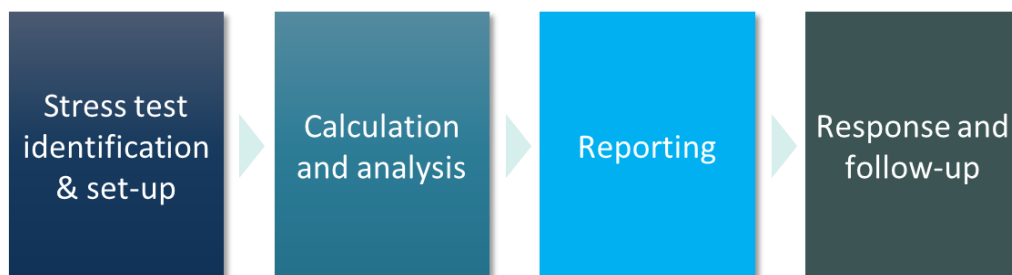 Stress test
identification
& set-up
Calculation
and analysis
Reporting
Response and
follow-up